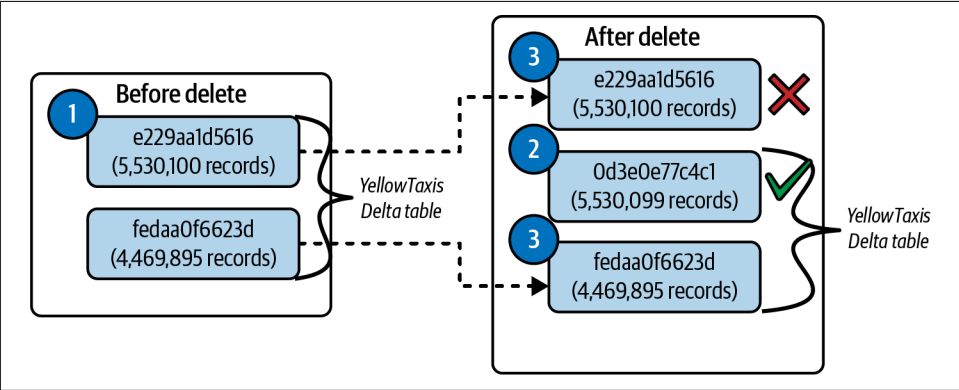 Before delete
1
e229aa1d5616
(5,530,100 records)
fedaa0f6623d
(4,469,895 records)
YellowTaxis
Delta table
After delete
3
e229aa1d5616
(5,530,100 records)
2
0d3e0e77c4c1
(5,530,099 records)
3
fedaa0f6623d
(4,469,895 records)
YellowTaxis
Delta table